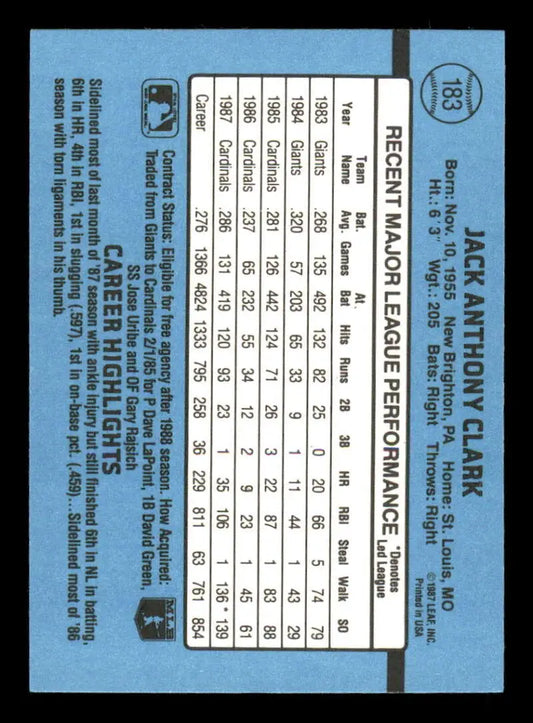 183
JACK ANTHONY CLARK
Born: Nov. 10, 1955 New Brighton, PA Home: St. Louis, MO
Ht.: 6' 3" Wgt.: 205 Bats: Right Throws: Right
©1987 LEAF, INC.
Printed in USA
RECENT MAJOR LEAGUE PERFORMANCE *Denotes Led League
Year Team Name Bat. Avg. Games At Bat Hits Runs 2B 3B HR RBI Steal Walk SO
1983 Giants .268 135 492 132 82 25 0 20 66 5 74 79
1984 Giants .320 57 203 65 33 9 1 11 44 1 43 29
1985 Cardinals .281 126 442 124 71 26 3 22 87 1 83 88
1986 Cardinals .237 65 232 55 34 12 2 9 23 1 45 61
1987 Cardinals .286 131 419 120 93 23 1 35 106 1 136 * 139
Career .276 1366 4824 1333 795 258 36 229 811 63 761 854
Contract Status: Eligible for free agency after 1988 season. How Acquired:
Traded from Giants to Cardinals 2/1/85 for P Dave LaPoint, 1B David Green,
SS Jose Uribe and OF Gary Rajsich
MLB
CAREER HIGHLIGHTS
Sidelined most of last month of '87 season with ankle injury but still finished 6th in NL in batting,
6th in HR, 4th in RBI, 1st in slugging (.597), 1st in on-base pct. (.459)...Sidelined most of '86
season with torn ligaments in his thumb.